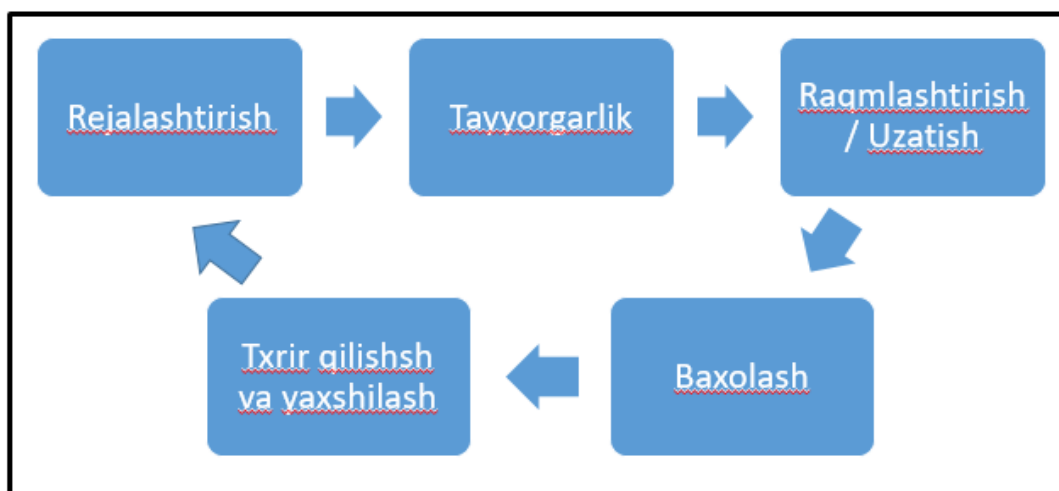 Rejalashtirish
Tayyorgarlik
Raqmlashtirish
/ Uzatish
Txrir qilishsh
va yaxshilash
Baxolash